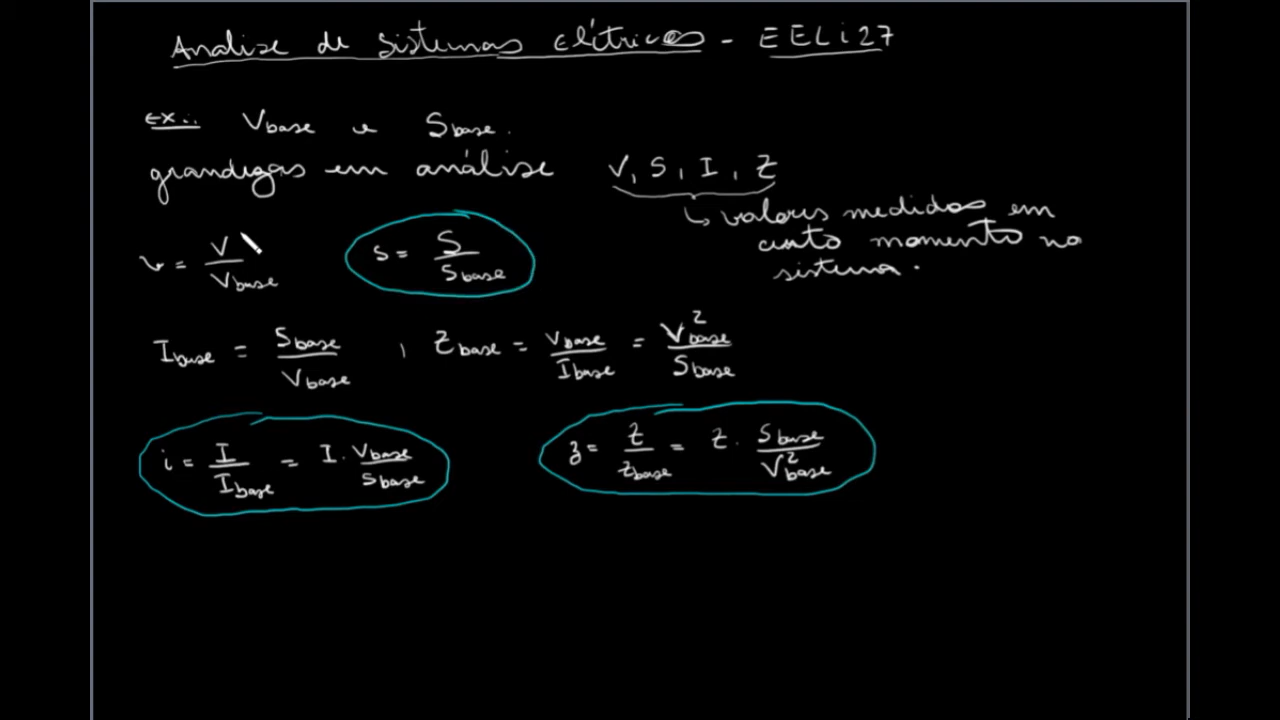 Analise de sistemas elétricos - EELi27
Ex.: Vbase e Sbase.
grandezas em análise V, S, I, Z
↳ valores medidos em
certo momento no
sistema.
v = V / Vbase s = S / Sbase
Ibase = Sbase / Vbase , Zbase = Vbase / Ibase = V²base / Sbase
i = I / Ibase = I · Vbase / Sbase z = Z / Zbase = Z · Sbase / V²base